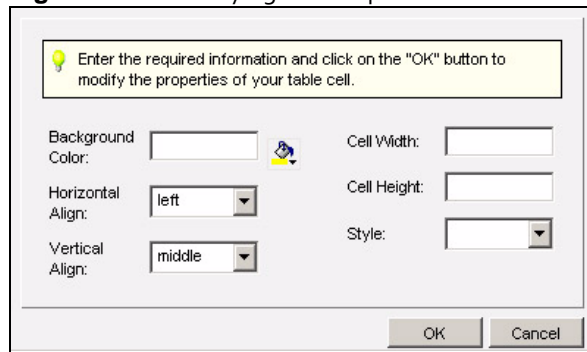 Enter the required information and click on the "OK" button to
modify the properties of your table cell.
Background
Color:
Horizontal
Align:
left
Vertical
Align:
middle
Cell Width:
Cell Height:
Style:
OK
Cancel